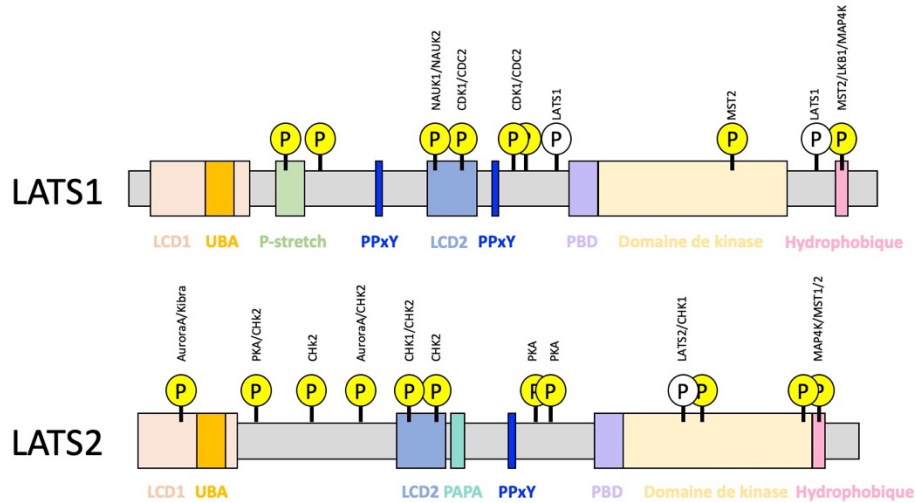 NAUK1/NAUK2
CDK1/CDC2
CDK1/CDC2
LATS1
MST2
LATS1
MST2/LKB1/MAP4K
P P P P P P P P P P
LATS1
LCD1 UBA P-stretch PPxY LCD2 PPxY PBD Domaine de kinase Hydrophobique
AuroraA/Kibra
PKA/CHk2
CHk2
AuroraA/CHK2
CHK1/CHK2
CHK2
PKA
PKA
LATS2/CHK1
MAP4K/MST1/2
P P P P P P P P P P P P
LATS2
LCD1 UBA LCD2 PAPA PPxY PBD Domaine de kinase Hydrophobique